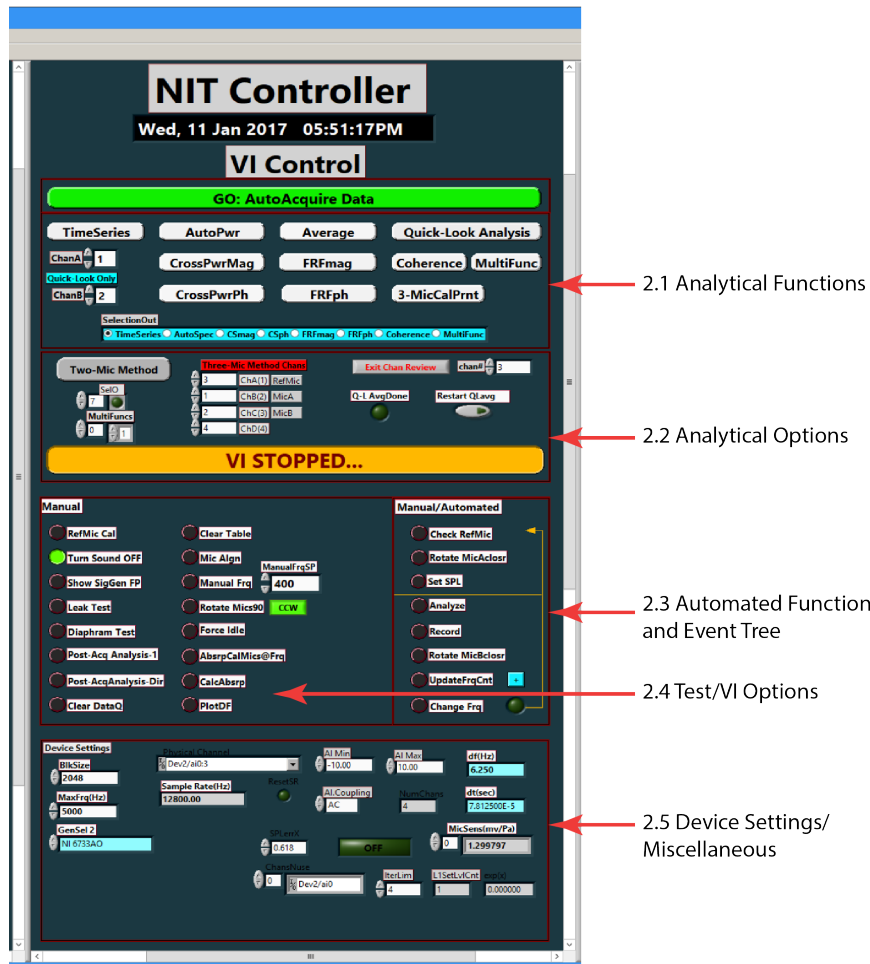 NIT Controller
Wed, 11 Jan 2017 05:51:17PM
VI Control
GO: AutoAcquire Data
TimeSeries AutoPwr Average Quick-Look Analysis
ChanA 1 CrossPwrMag FRFmag Coherence MultiFunc
Quick-Look Only
ChanB 2 CrossPwrPh FRFph 3-MicCalPrnt
2.1 Analytical Functions
SelectionOut
TimeSeries AutoSpec CSmag CSph FRFmag FRFph Coherence MultiFunc
Two-Mic Method
SelO
7
MultiFuncs
0 1
Three-Mic Method Chans
3 ChA(1) RefMic
1 ChB(2) MicA
2 ChC(3) MicB
4 ChD(4)
Exit Chan Review chan# 3
Q-L AvgDone Restart QLavg
2.2 Analytical Options
VI STOPPED...
Manual
RefMic Cal Clear Table
Turn Sound OFF Mic Algn
ManualFrqSP
Show SigGen FP Manual Frq 400
Leak Test Rotate Mics90 CCW
Diaphram Test Force Idle
Post-Acq Analysis-1 AbsrpCalMics@Frq
Post-AcqAnalysis-Dir CalcAbsrp
Clear DataQ PlotDF
Manual/Automated
Check RefMic
Rotate MicAclosr
Set SPL
Analyze
Record
Rotate MicBclosr
UpdateFrqCnt +
Change Frq
2.3 Automated Function
and Event Tree
2.4 Test/VI Options
Device Settings
BlkSize
2048
MaxFrq(Hz)
5000
GenSel 2
NI 6733AO
Physical Channel
Dev2/ai0:3
Sample Rate(Hz)
12800.00
ResetSR
AI Min
-10.00
AI Max
10.00
df(Hz)
6.250
AI.Coupling
AC
NumChans
4
dt(sec)
7.812500E-5
SPLerrX
0.618
OFF
MicSens(mv/Pa)
0 1.299797
ChansNuse
0 Dev2/ai0
IterLim
4
L1SetLvlCnt
1
exp(x)
0.000000
2.5 Device Settings/
Miscellaneous